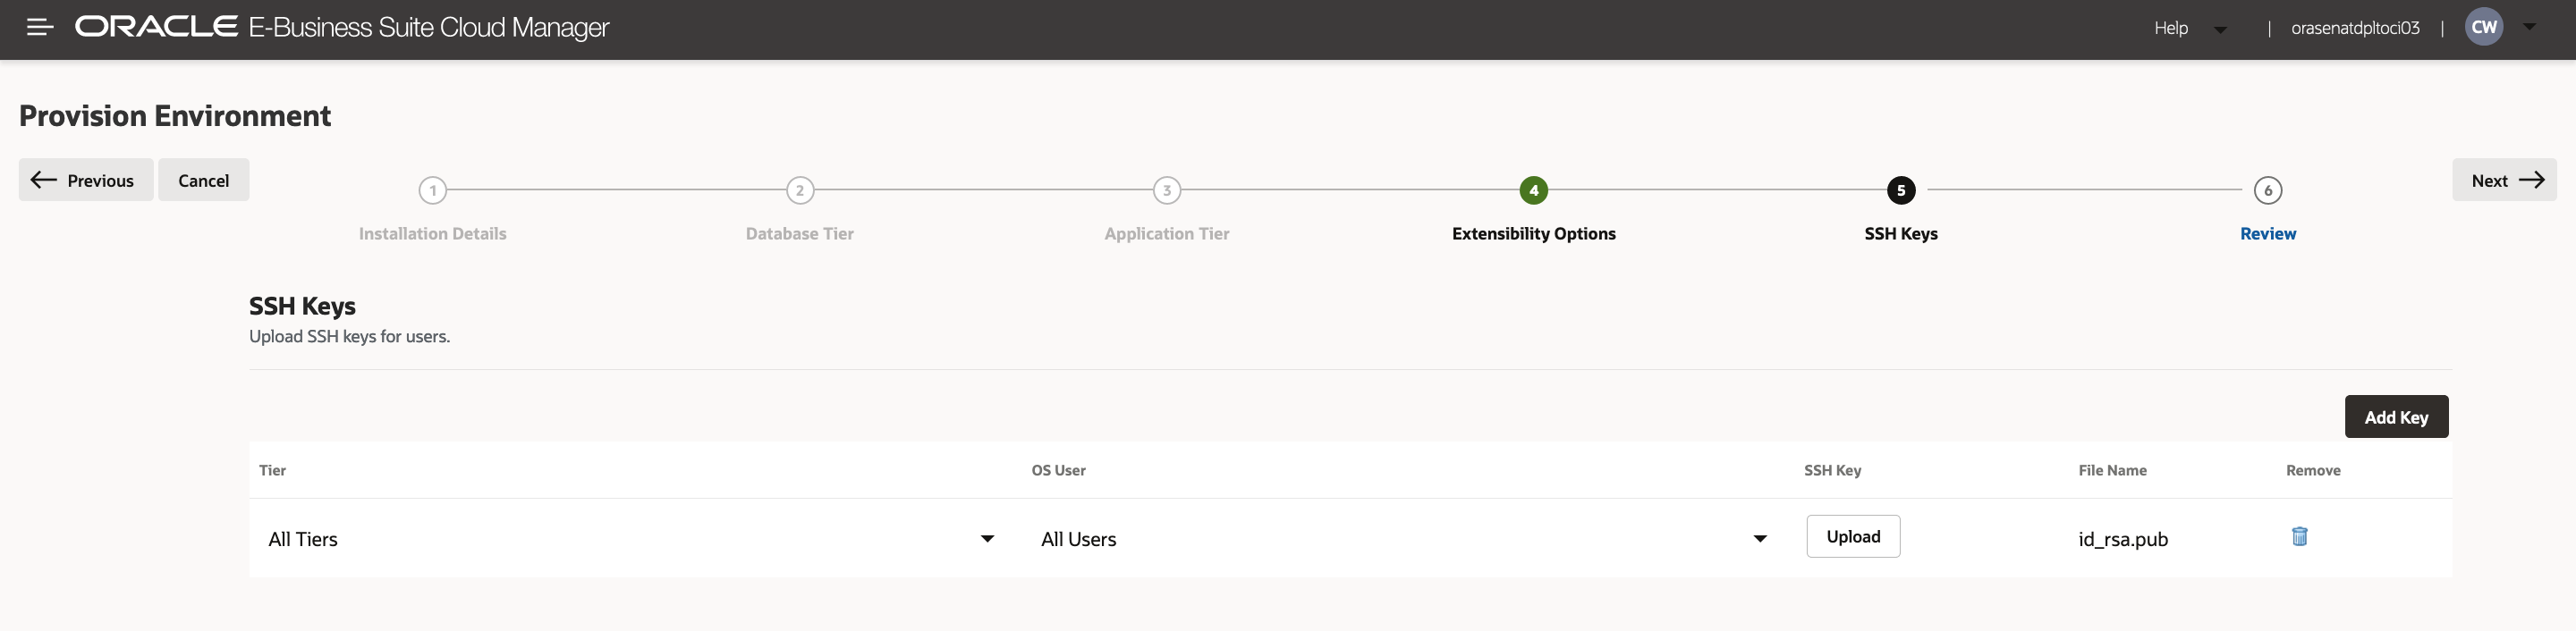 ORACLE E-Business Suite Cloud Manager Help | orasenatdpltoci03 | CW
Provision Environment
Previous Cancel 1 2 3 4 5 6 Next
Installation Details Database Tier Application Tier Extensibility Options SSH Keys Review
SSH Keys
Upload SSH keys for users.
Add Key
Tier OS User SSH Key File Name Remove
All Tiers All Users Upload id_rsa.pub